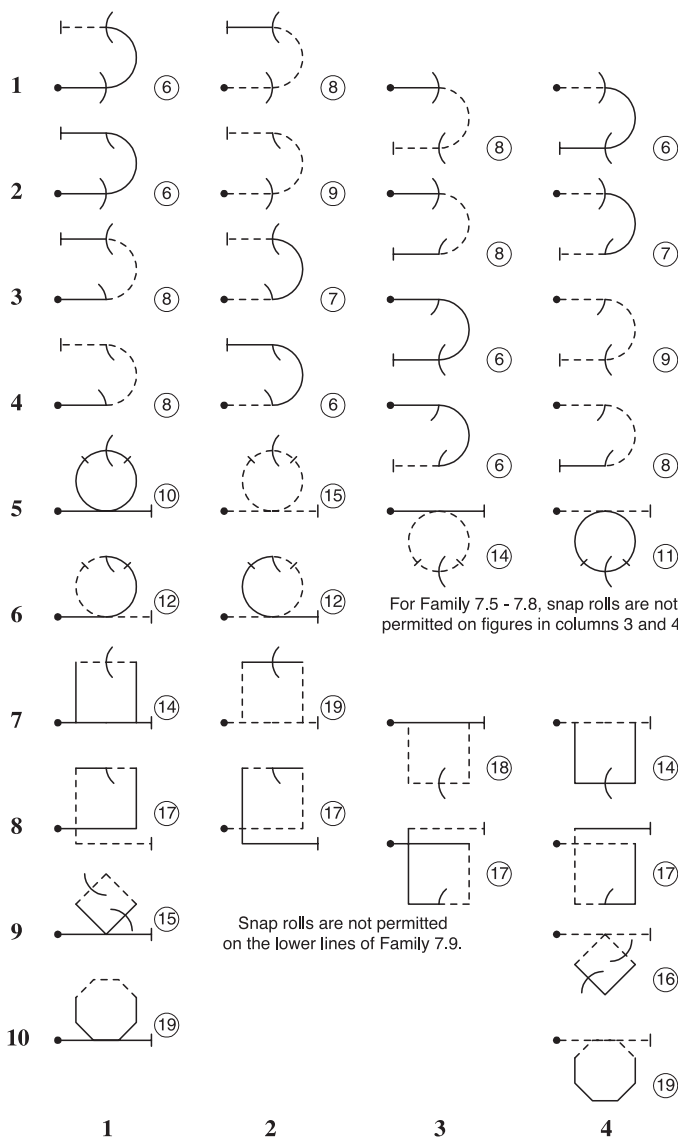 1 6 8
8 6
2 6 9
8 7
3 8 7
6 9
4 8 6
6 8
5 10 15
14 11
6 12 12
For Family 7.5 - 7.8, snap rolls are not
permitted on figures in columns 3 and 4
7 14 19
18 14
8 17 17
17 17
9 15
Snap rolls are not permitted
on the lower lines of Family 7.9.
16
10 19
19
1 2 3 4